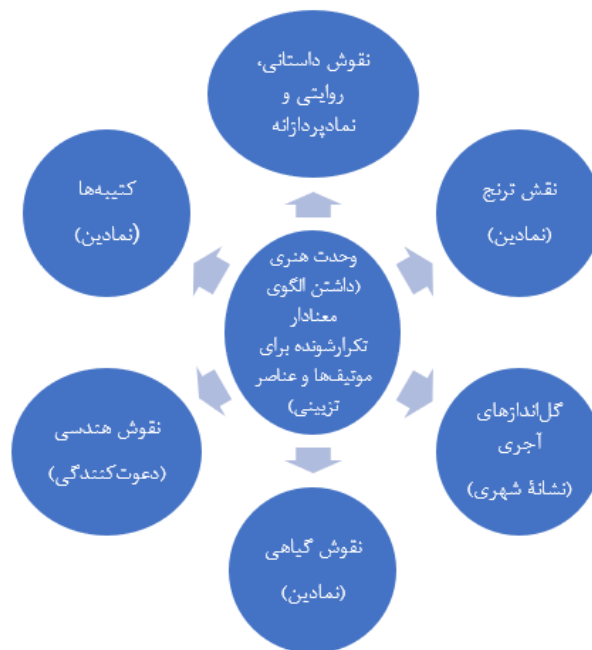 نقوش داستانی،
روایتی و
نمادپردازانه
نقش ترنج
(نمادین)
کتیبه‌ها
(نمادین)
وحدت هنری
(داشتن الگوی
معنادار
تکرارشونده برای
موتیف‌ها و عناصر
تزیینی)
گل‌اندازهای
آجری
(نشانهٔ شهری)
نقوش هندسی
(دعوت‌کنندگی)
نقوش گیاهی
(نمادین)